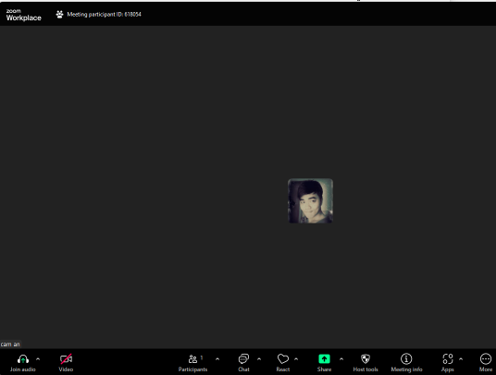 zoom
Workplace
Meeting participant ID: 618054
cam an
Join audio
Video
Participants
1
Chat
React
Share
Host tools
Meeting info
Apps
More